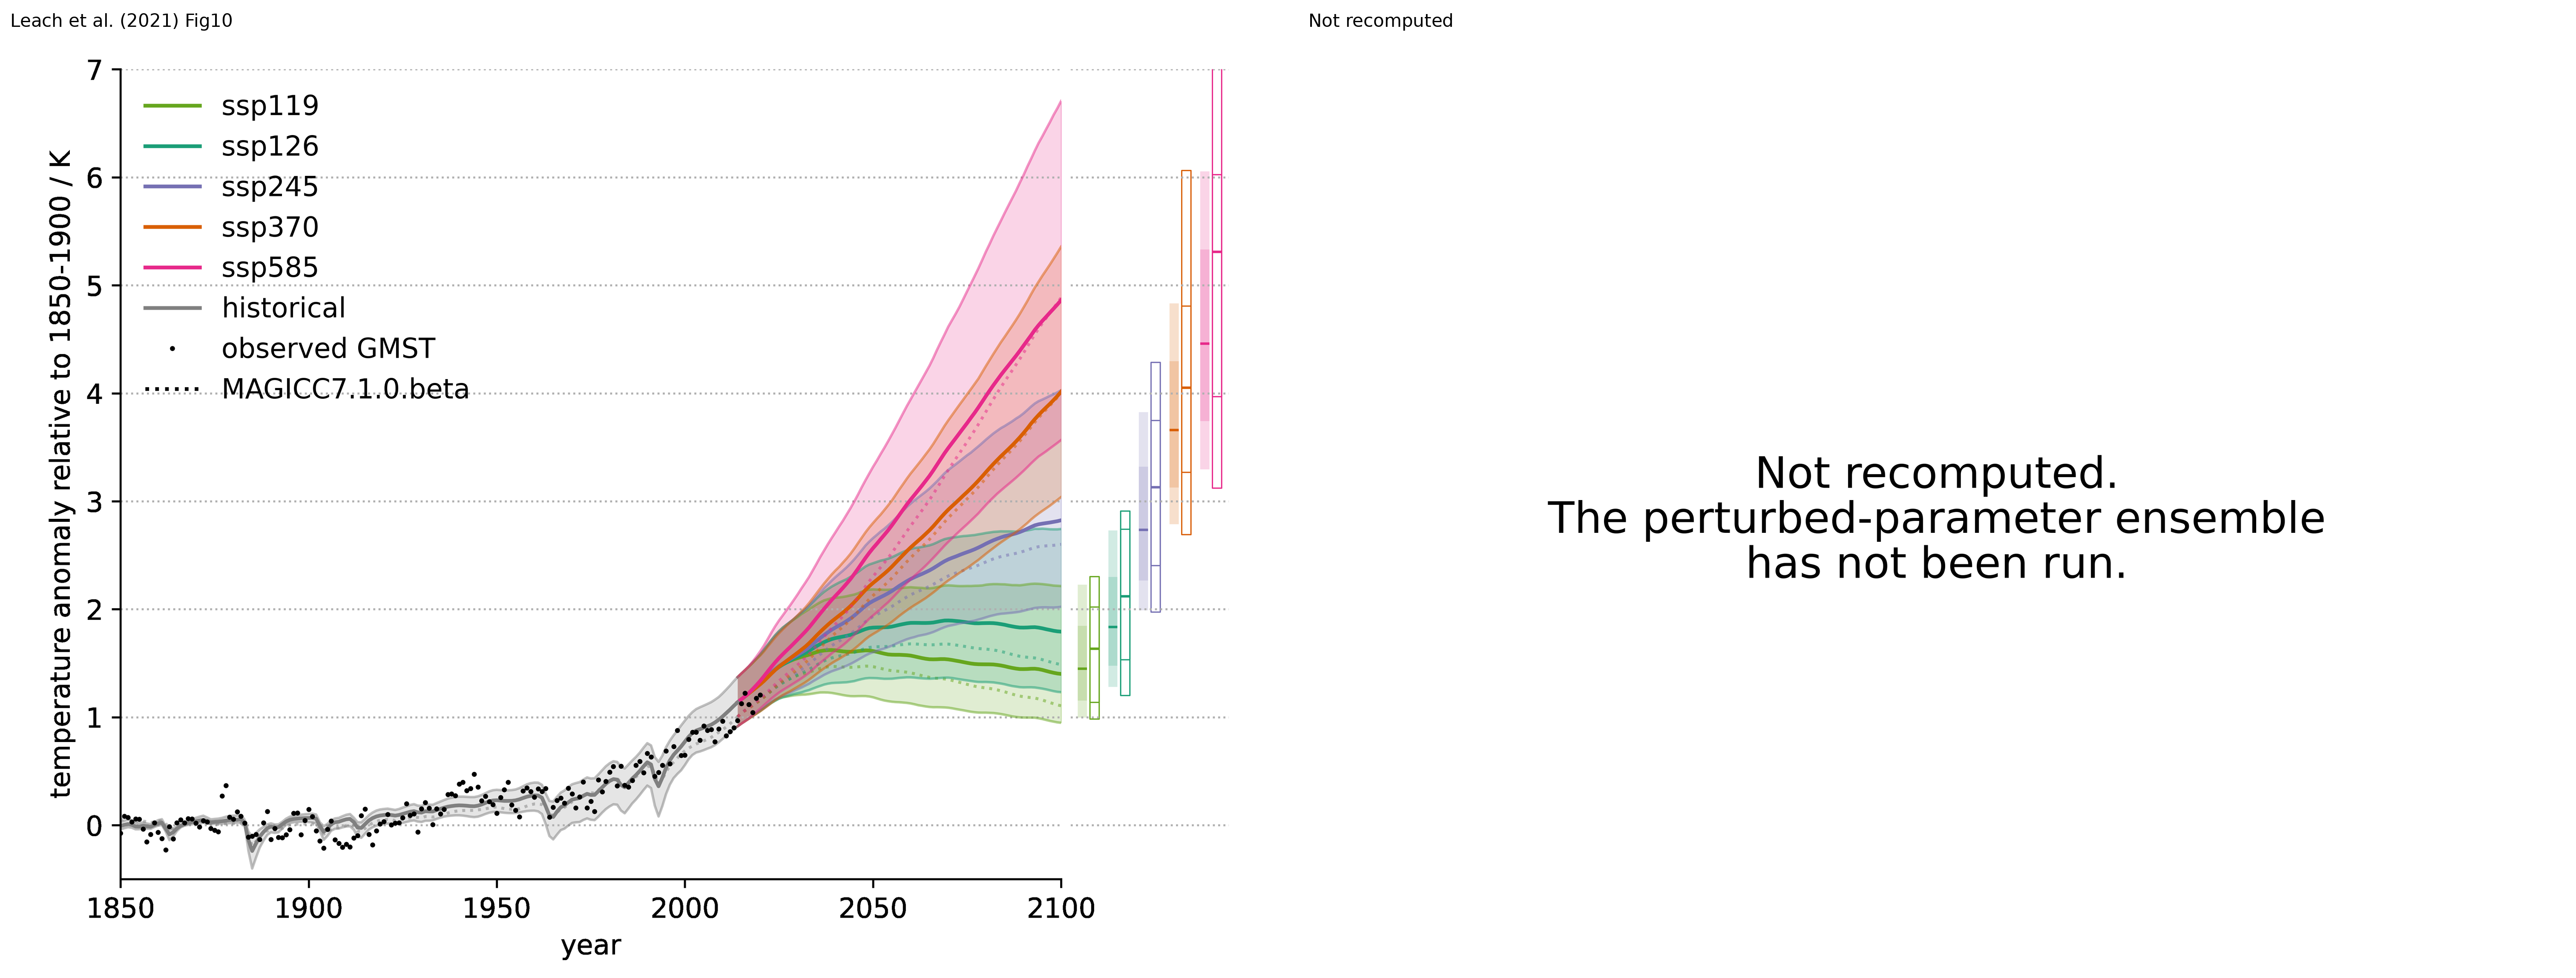 Leach et al. (2021) Fig10
Not recomputed
temperature anomaly relative to 1850-1900 / K
7
6
5
4
3
2
1
0
ssp119
ssp126
ssp245
ssp370
ssp585
historical
observed GMST
MAGICC7.1.0.beta
1850
1900
1950
2000
2050
2100
year
Not recomputed.
The perturbed-parameter ensemble
has not been run.